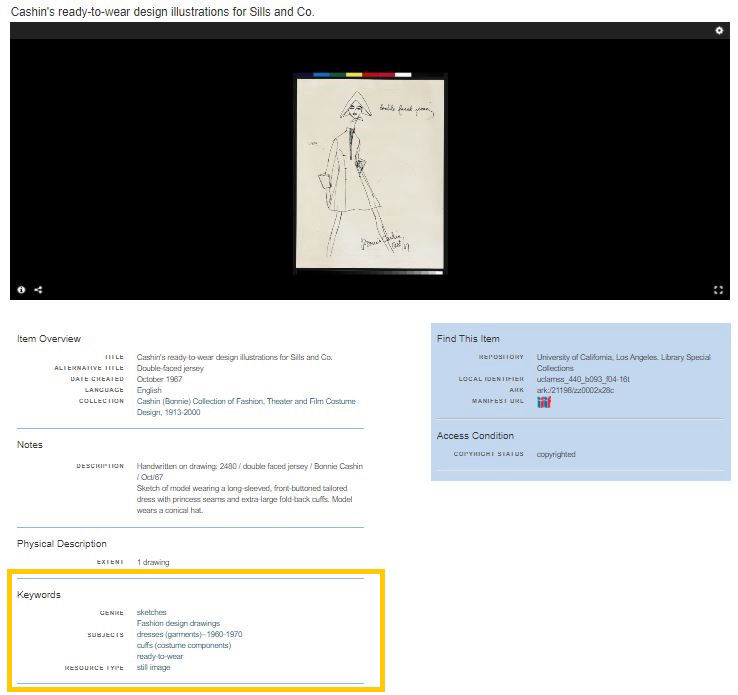 Cashin's ready-to-wear design illustrations for Sills and Co.
double faced jersey
Bonnie Cashin
Oct/67
Item Overview
TITLE Cashin's ready-to-wear design illustrations for Sills and Co.
ALTERNATIVE TITLE Double-faced jersey
DATE CREATED October 1967
LANGUAGE English
COLLECTION Cashin (Bonnie) Collection of Fashion, Theater and Film Costume
Design, 1913-2000
Notes
DESCRIPTION Handwritten on drawing: 2480 / double faced jersey / Bonnie Cashin
/ Oct/67
Sketch of model wearing a long-sleeved, front-buttoned tailored
dress with princess seams and extra-large fold-back cuffs. Model
wears a conical hat.
Physical Description
EXTENT 1 drawing
Keywords
GENRE sketches
Fashion design drawings
SUBJECTS dresses (garments)--1960-1970
cuffs (costume components)
ready-to-wear
RESOURCE TYPE still image
Find This Item
REPOSITORY University of California, Los Angeles. Library Special
Collections
LOCAL IDENTIFIER uclamss_440_b093_f04-16t
ARK ark:/21198/zz0002x28c
MANIFEST URL iiif
Access Condition
COPYRIGHT STATUS copyrighted